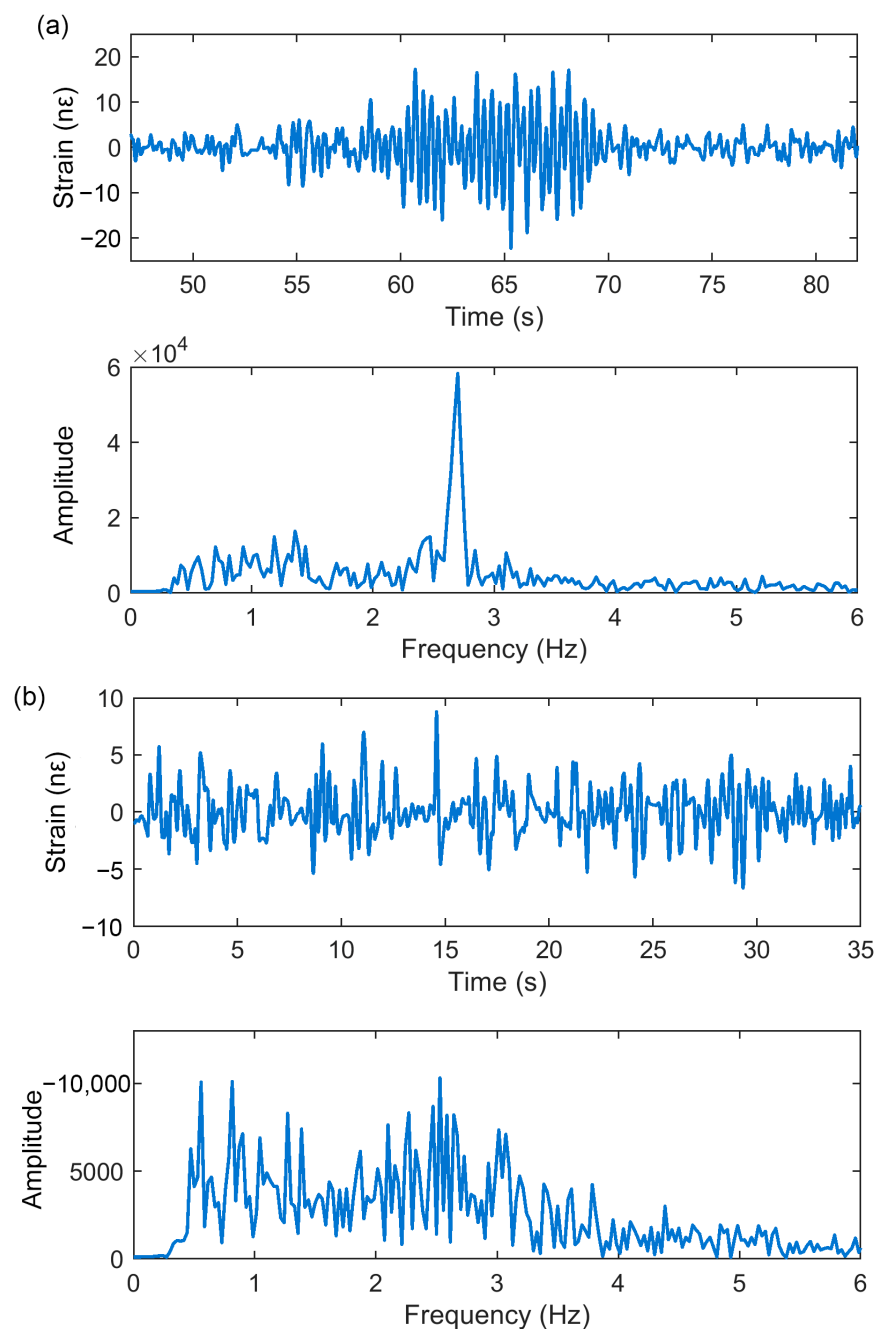 (a)
20
10
0
−10
−20
Strain (nε)
50 55 60 65 70 75 80
Time (s)
×10⁴
6
4
2
0
Amplitude
0 1 2 3 4 5 6
Frequency (Hz)
(b)
10
5
0
−5
−10
Strain (nε)
0 5 10 15 20 25 30 35
Time (s)
−10,000
5000
0
Amplitude
0 1 2 3 4 5 6
Frequency (Hz)